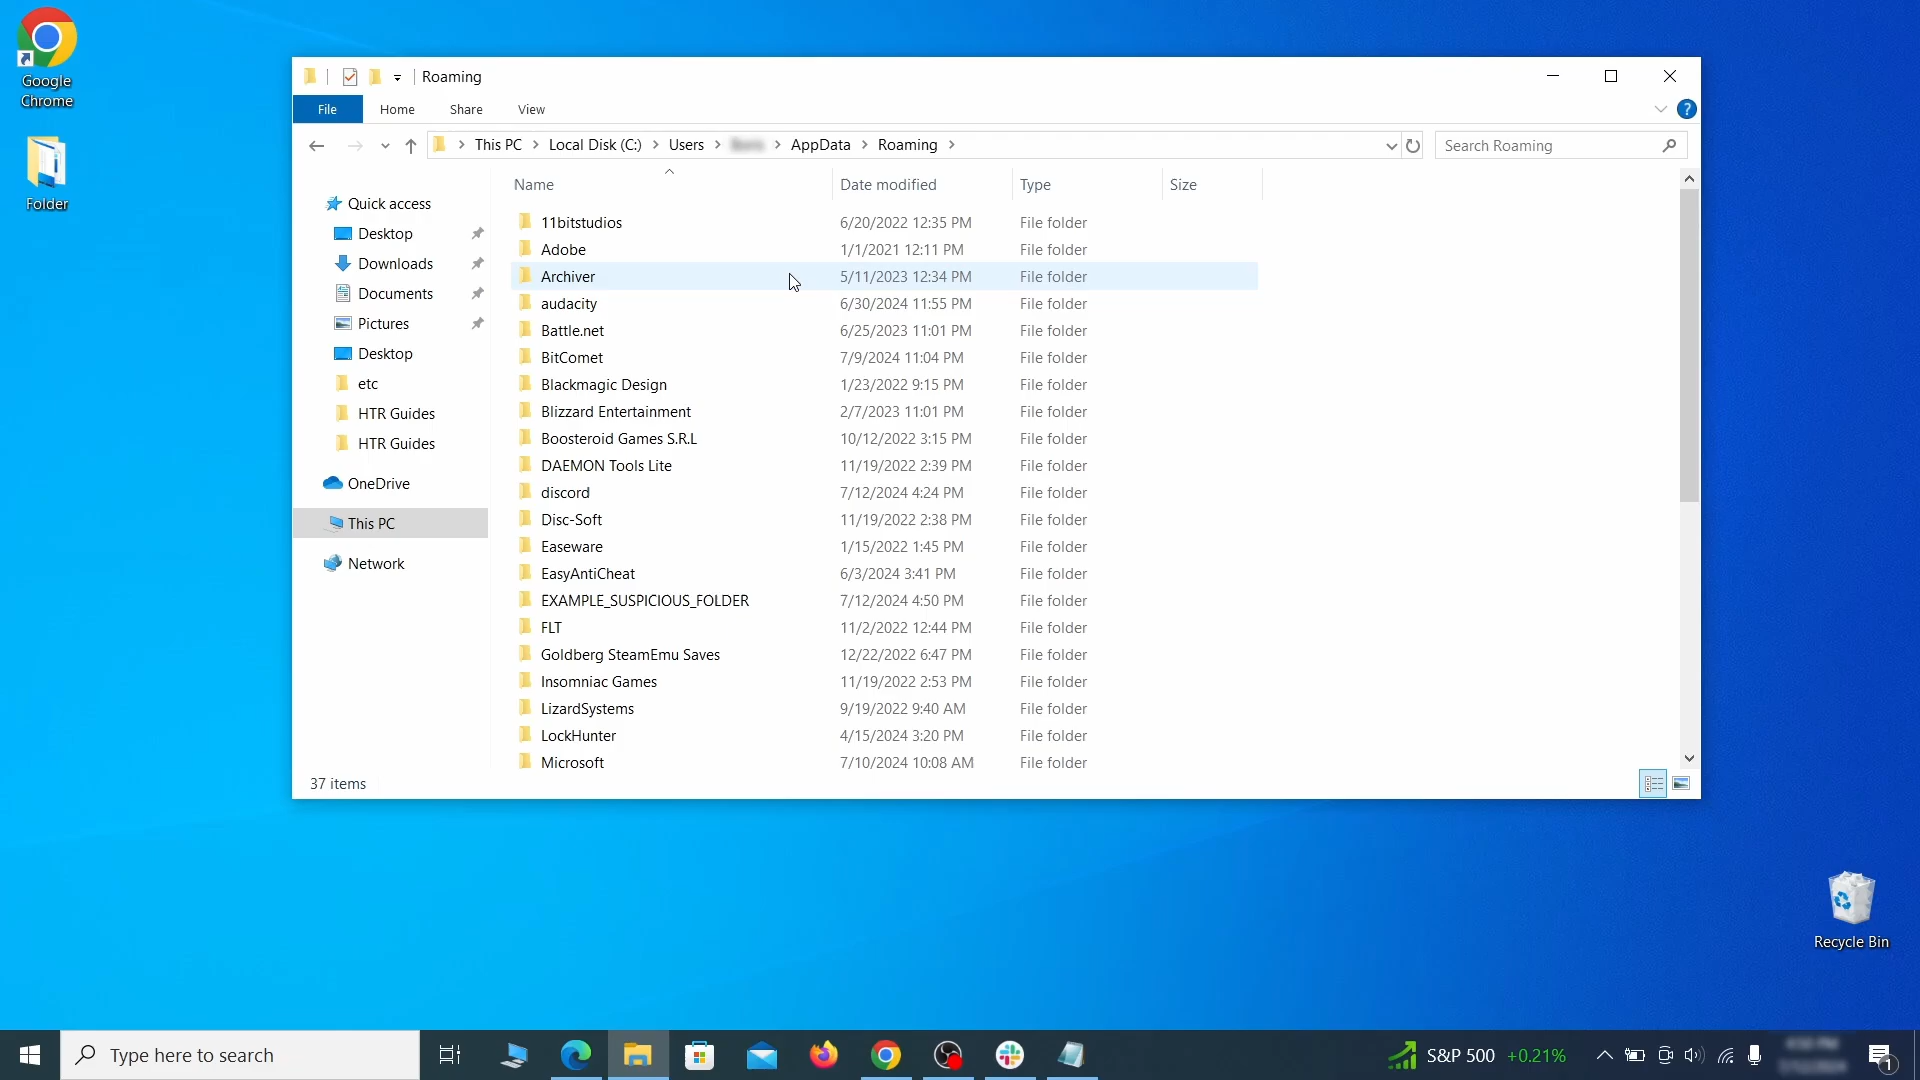 Google
Chrome
Folder
Roaming
File
Home
Share
View
?
This PC
Local Disk (C:)
Users
AppData
Roaming
Search Roaming
Name
Date modified
Type
Size
Quick access
Desktop
Downloads
Documents
Pictures
Desktop
etc
HTR Guides
HTR Guides
OneDrive
This PC
Network
11bitstudios 6/20/2022 12:35 PM File folder
Adobe 1/1/2021 12:11 PM File folder
Archiver 5/11/2023 12:34 PM File folder
audacity 6/30/2024 11:55 PM File folder
Battle.net 6/25/2023 11:01 PM File folder
BitComet 7/9/2024 11:04 PM File folder
Blackmagic Design 1/23/2022 9:15 PM File folder
Blizzard Entertainment 2/7/2023 11:01 PM File folder
Boosteroid Games S.R.L 10/12/2022 3:15 PM File folder
DAEMON Tools Lite 11/19/2022 2:39 PM File folder
discord 7/12/2024 4:24 PM File folder
Disc-Soft 11/19/2022 2:38 PM File folder
Easeware 1/15/2022 1:45 PM File folder
EasyAntiCheat 6/3/2024 3:41 PM File folder
EXAMPLE_SUSPICIOUS_FOLDER 7/12/2024 4:50 PM File folder
FLT 11/2/2022 12:44 PM File folder
Goldberg SteamEmu Saves 12/22/2022 6:47 PM File folder
Insomniac Games 11/19/2022 2:53 PM File folder
LizardSystems 9/19/2022 9:40 AM File folder
LockHunter 4/15/2024 3:20 PM File folder
Microsoft 7/10/2024 10:08 AM File folder
37 items
Recycle Bin
Type here to search
S&P 500 +0.21%
1